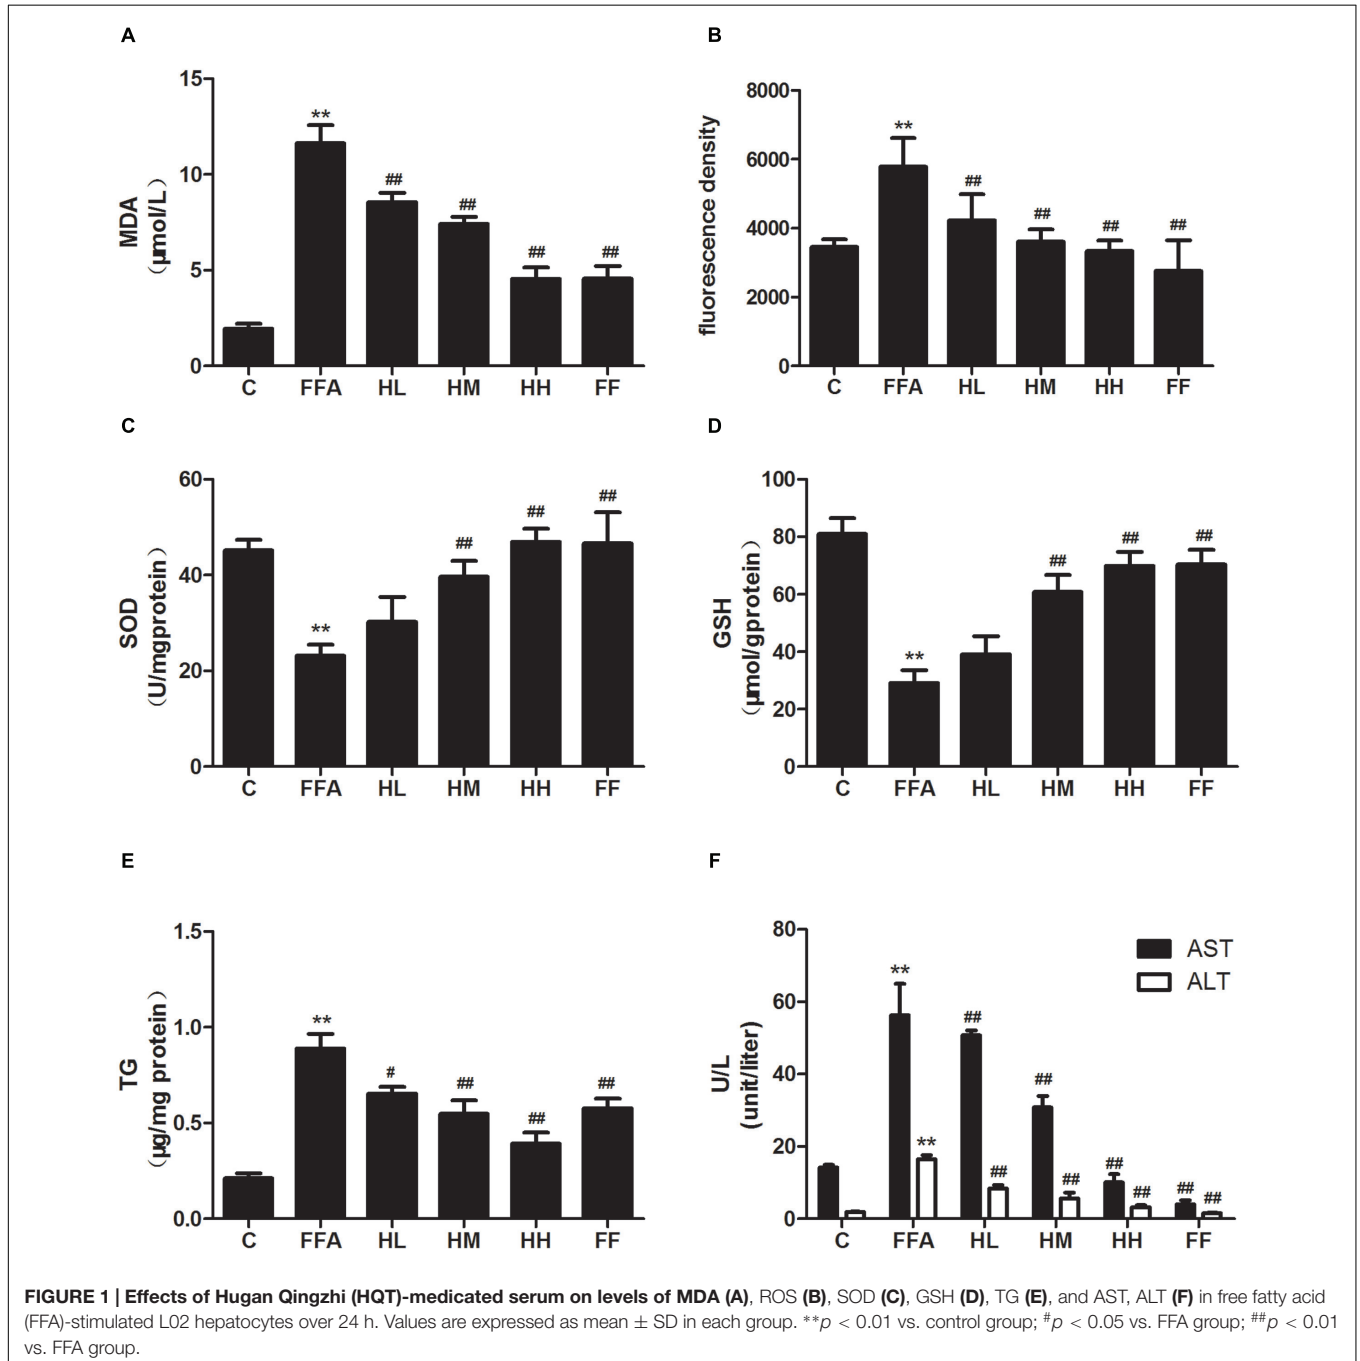 A
15
10
5
0
MDA
(μmol/L)
**
##
##
##
##
C FFA HL HM HH FF
B
8000
6000
4000
2000
0
fluorescence density
**
##
##
##
##
C FFA HL HM HH FF
C
60
40
20
0
SOD
(U/mgprotein)
**
##
##
##
C FFA HL HM HH FF
D
100
80
60
40
20
0
GSH
(μmol/gprotein)
**
##
##
##
C FFA HL HM HH FF
E
1.5
1.0
0.5
0.0
TG
(μg/mg protein)
**
#
##
##
##
C FFA HL HM HH FF
F
80
60
40
20
0
U/L
(unit/liter)
AST
ALT
**
**
##
##
##
##
##
##
##
##
C FFA HL HM HH FF
FIGURE 1 | Effects of Hugan Qingzhi (HQT)-medicated serum on levels of MDA (A), ROS (B), SOD (C), GSH (D), TG (E), and AST, ALT (F) in free fatty acid
(FFA)-stimulated L02 hepatocytes over 24 h. Values are expressed as mean ± SD in each group. **p < 0.01 vs. control group; #p < 0.05 vs. FFA group; ##p < 0.01
vs. FFA group.